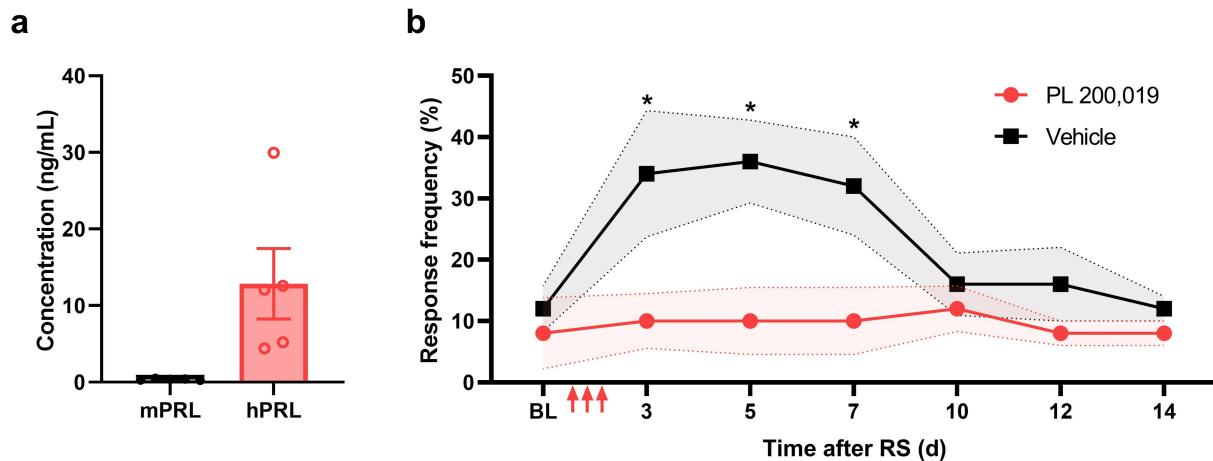 a
Concentration (ng/mL)
40
30
20
10
0
mPRL hPRL
b
Response frequency (%)
50
40
30
20
10
0
* * *
PL 200,019
Vehicle
BL 3 5 7 10 12 14
Time after RS (d)